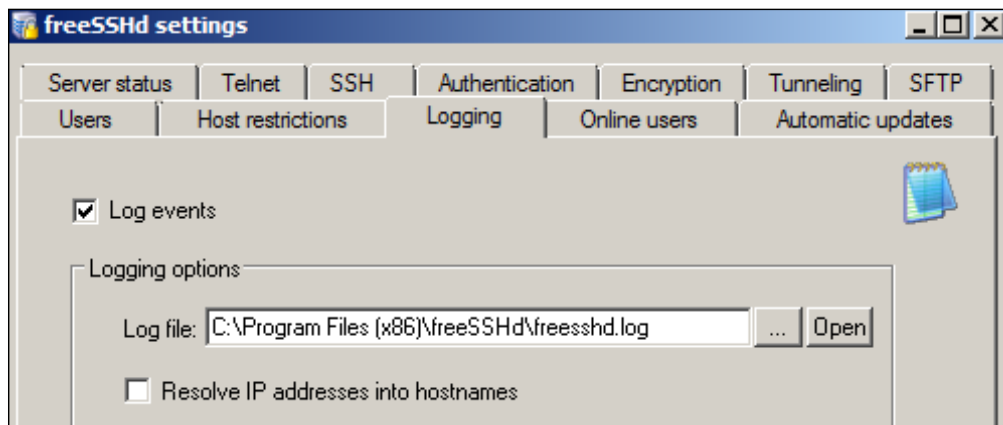 freeSSHd settings
Server status Telnet SSH Authentication Encryption Tunneling SFTP
Users Host restrictions Logging Online users Automatic updates
Log events
Logging options
Log file: C:\Program Files (x86)\freeSSHd\freesshd.log ... Open
Resolve IP addresses into hostnames